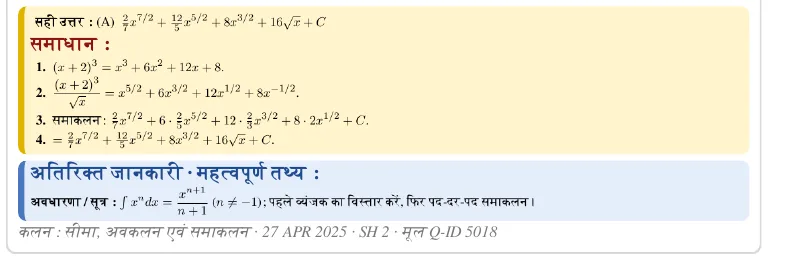 सही उत्तर : (A) $\frac{2}{7}x^{7/2} + \frac{12}{5}x^{5/2} + 8x^{3/2} + 16\sqrt{x} + C$
समाधान :
1. $(x+2)^3 = x^3 + 6x^2 + 12x + 8.$
2. $\frac{(x+2)^3}{\sqrt{x}} = x^{5/2} + 6x^{3/2} + 12x^{1/2} + 8x^{-1/2}.$
3. समाकलन: $\frac{2}{7}x^{7/2} + 6 \cdot \frac{2}{5}x^{5/2} + 12 \cdot \frac{2}{3}x^{3/2} + 8 \cdot 2x^{1/2} + C.$
4. $= \frac{2}{7}x^{7/2} + \frac{12}{5}x^{5/2} + 8x^{3/2} + 16\sqrt{x} + C.$
अतिरिक्त जानकारी · महत्वपूर्ण तथ्य :
अवधारणा / सूत्र : $\int x^n dx = \frac{x^{n+1}}{n+1}$ $(n \neq -1)$; पहले व्यंजक का विस्तार करें, फिर पद-दर-पद समाकलन।
कलन : सीमा, अवकलन एवं समाकलन · 27 APR 2025 · SH 2 · मूल Q-ID 5018